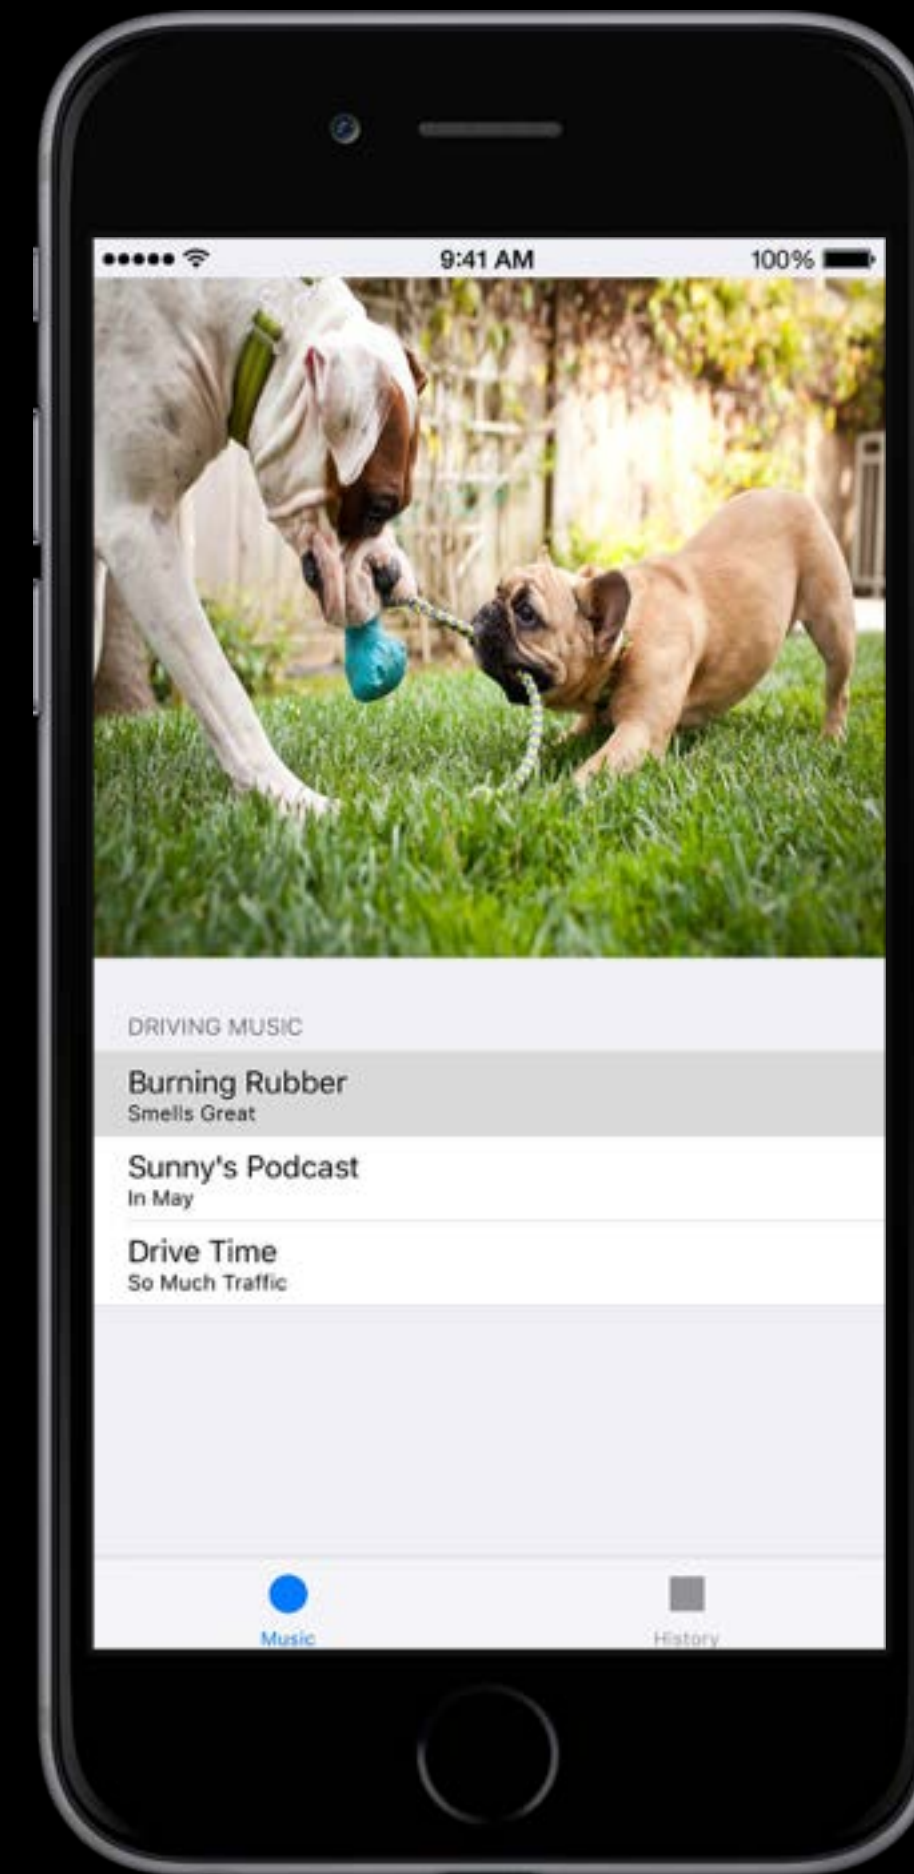 9:41 AM 100%
DRIVING MUSIC
Burning Rubber
Smells Great
Sunny's Podcast
In May
Drive Time
So Much Traffic
Music History